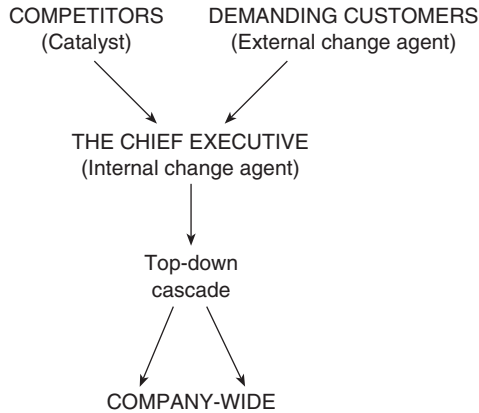 COMPETITORS
(Catalyst)
DEMANDING CUSTOMERS
(External change agent)
THE CHIEF EXECUTIVE
(Internal change agent)
Top-down
cascade
COMPANY-WIDE